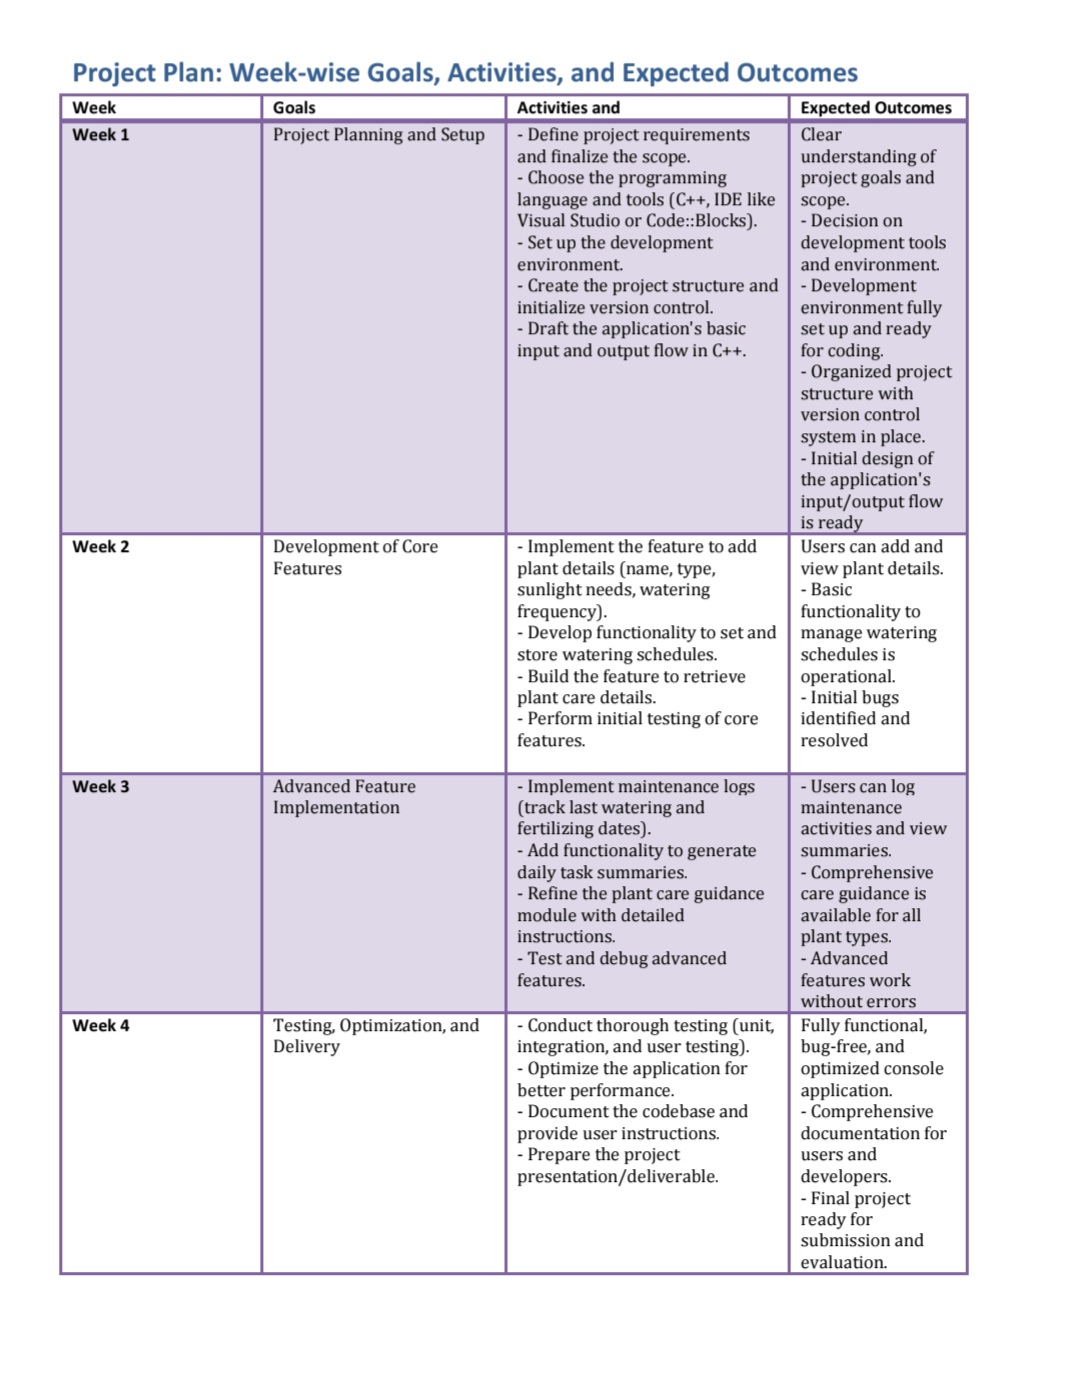 Project Plan: Week-wise Goals, Activities, and Expected Outcomes
Week
Goals
Activities and
Expected Outcomes
Week 1
Project Planning and Setup
- Define project requirements
and finalize the scope.
- Choose the programming
language and tools (C++, IDE like
Visual Studio or Code::Blocks).
- Set up the development
environment.
- Create the project structure and
initialize version control.
- Draft the application's basic
input and output flow in C++.
Clear
understanding of
project goals and
scope.
- Decision on
development tools
and environment.
- Development
environment fully
set up and ready
for coding.
- Organized project
structure with
version control
system in place.
- Initial design of
the application's
input/output flow
is ready
Week 2
Development of Core
Features
- Implement the feature to add
plant details (name, type,
sunlight needs, watering
frequency).
- Develop functionality to set and
store watering schedules.
- Build the feature to retrieve
plant care details.
- Perform initial testing of core
features.
Users can add and
view plant details.
- Basic
functionality to
manage watering
schedules is
operational.
- Initial bugs
identified and
resolved
Week 3
Advanced Feature
Implementation
- Implement maintenance logs
(track last watering and
fertilizing dates).
- Add functionality to generate
daily task summaries.
- Refine the plant care guidance
module with detailed
instructions.
- Test and debug advanced
features.
- Users can log
maintenance
activities and view
summaries.
- Comprehensive
care guidance is
available for all
plant types.
- Advanced
features work
without errors
Week 4
Testing, Optimization, and
Delivery
- Conduct thorough testing (unit,
integration, and user testing).
- Optimize the application for
better performance.
- Document the codebase and
provide user instructions.
- Prepare the project
presentation/deliverable.
Fully functional,
bug-free, and
optimized console
application.
- Comprehensive
documentation for
users and
developers.
- Final project
ready for
submission and
evaluation.